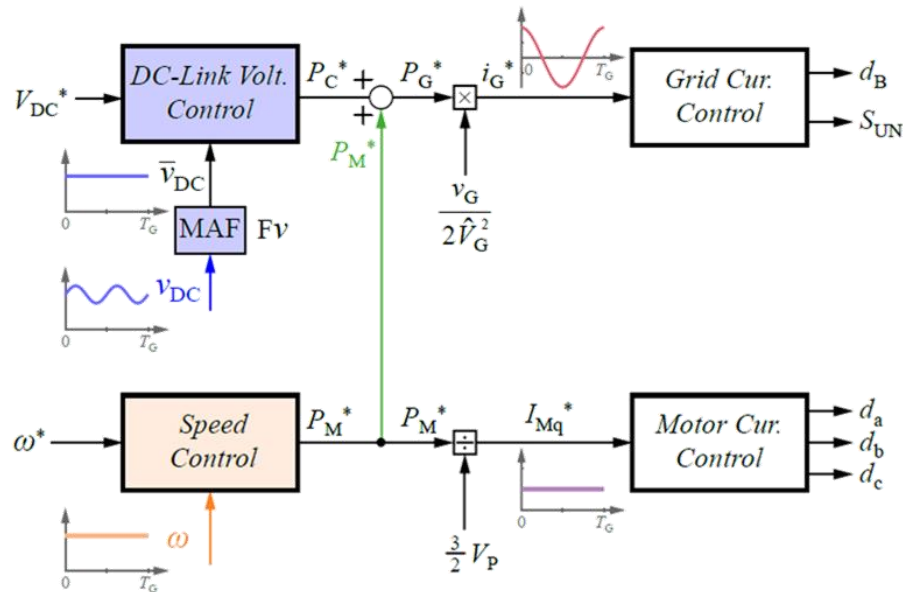 DC-Link Volt. Control
V_DC*
P_C*
+
+
P_G*
×
i_G*
0
T_G
Grid Cur. Control
d_B
S_UN
P_M*
v_G
2V̂_G²
v̅_DC
0
T_G
MAF
Fv
v_DC
0
T_G
ω*
Speed Control
P_M*
P_M*
÷
I_Mq*
0
T_G
Motor Cur. Control
d_a
d_b
d_c
ω
0
T_G
3/2 V_P